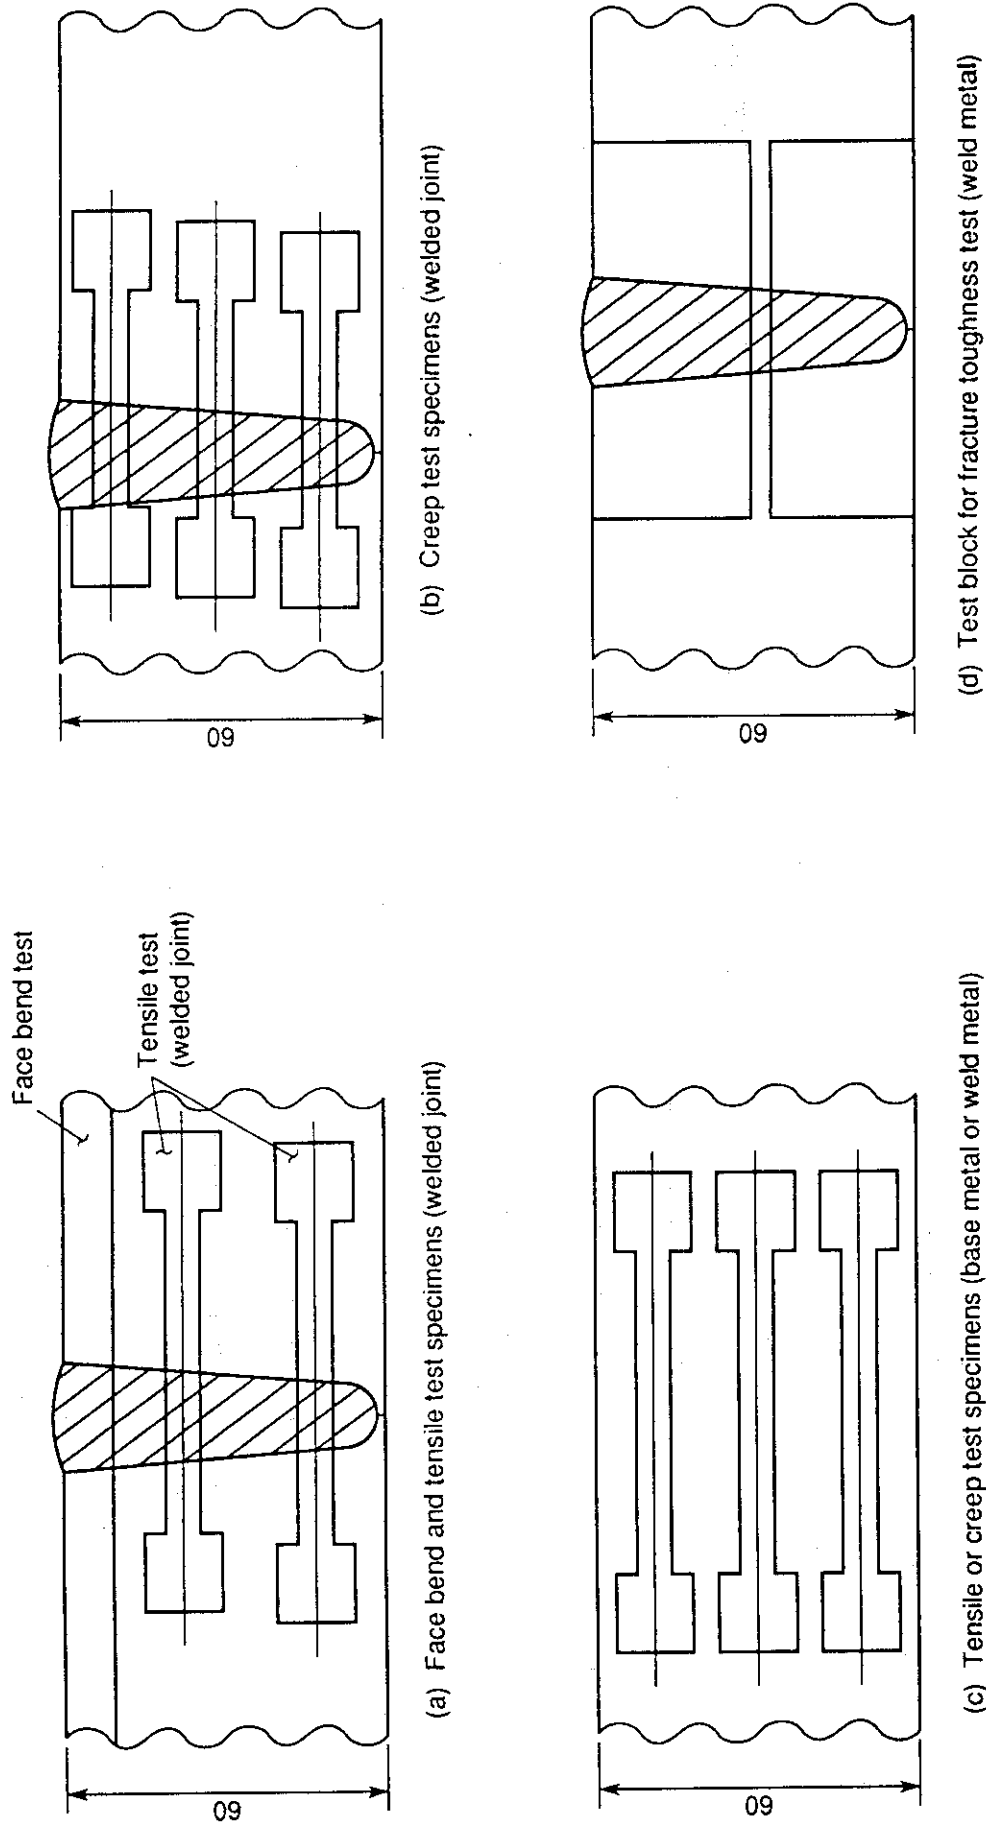 Face bend test
Tensile test
(welded joint)
60
(a) Face bend and tensile test specimens (welded joint)
60
(b) Creep test specimens (welded joint)
60
(c) Tensile or creep test specimens (base metal or weld metal)
60
(d) Test block for fracture toughness test (weld metal)